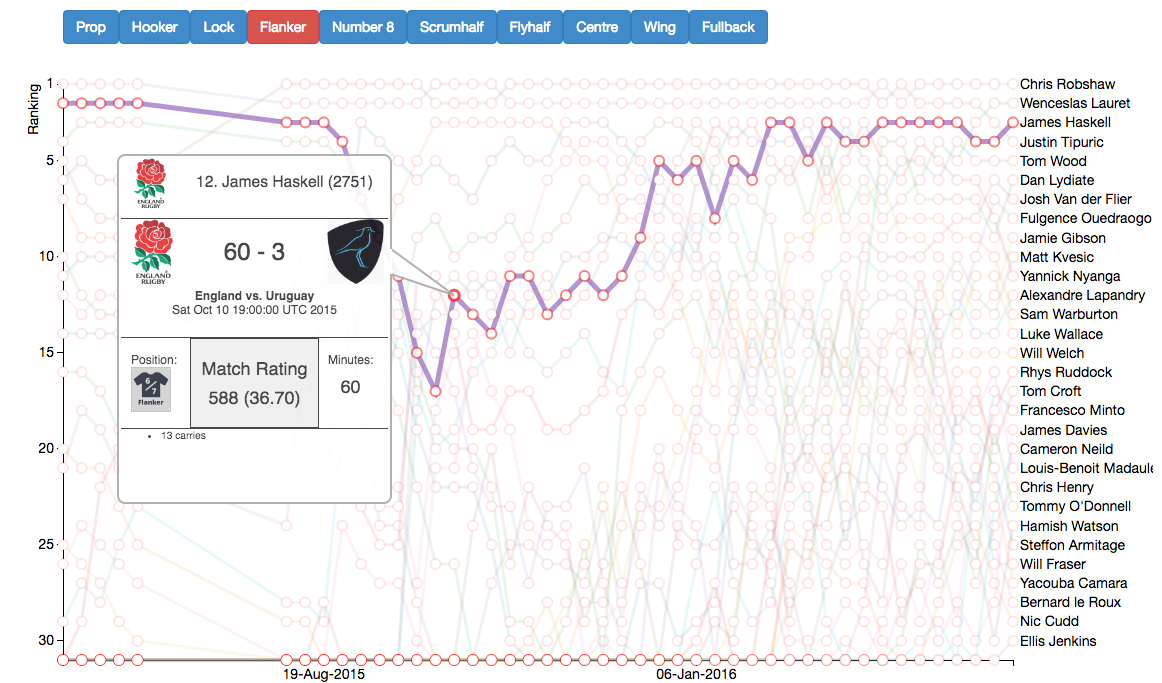 Prop Hooker Lock Flanker Number 8 Scrumhalf Flyhalf Centre Wing Fullback
Ranking
1
5
10
15
20
25
30
19-Aug-2015
06-Jan-2016
ENGLAND
RUGBY
12. James Haskell (2751)
ENGLAND
RUGBY
60 - 3
England vs. Uruguay
Sat Oct 10 19:00:00 UTC 2015
Position:
6/7
Flanker
Match Rating
588 (36.70)
Minutes:
60
• 13 carries
Chris Robshaw
Wenceslas Lauret
James Haskell
Justin Tipuric
Tom Wood
Dan Lydiate
Josh Van der Flier
Fulgence Ouedraogo
Jamie Gibson
Matt Kvesic
Yannick Nyanga
Alexandre Lapandry
Sam Warburton
Luke Wallace
Will Welch
Rhys Ruddock
Tom Croft
Francesco Minto
James Davies
Cameron Neild
Louis-Benoit Madaule
Chris Henry
Tommy O'Donnell
Hamish Watson
Steffon Armitage
Will Fraser
Yacouba Camara
Bernard le Roux
Nic Cudd
Ellis Jenkins